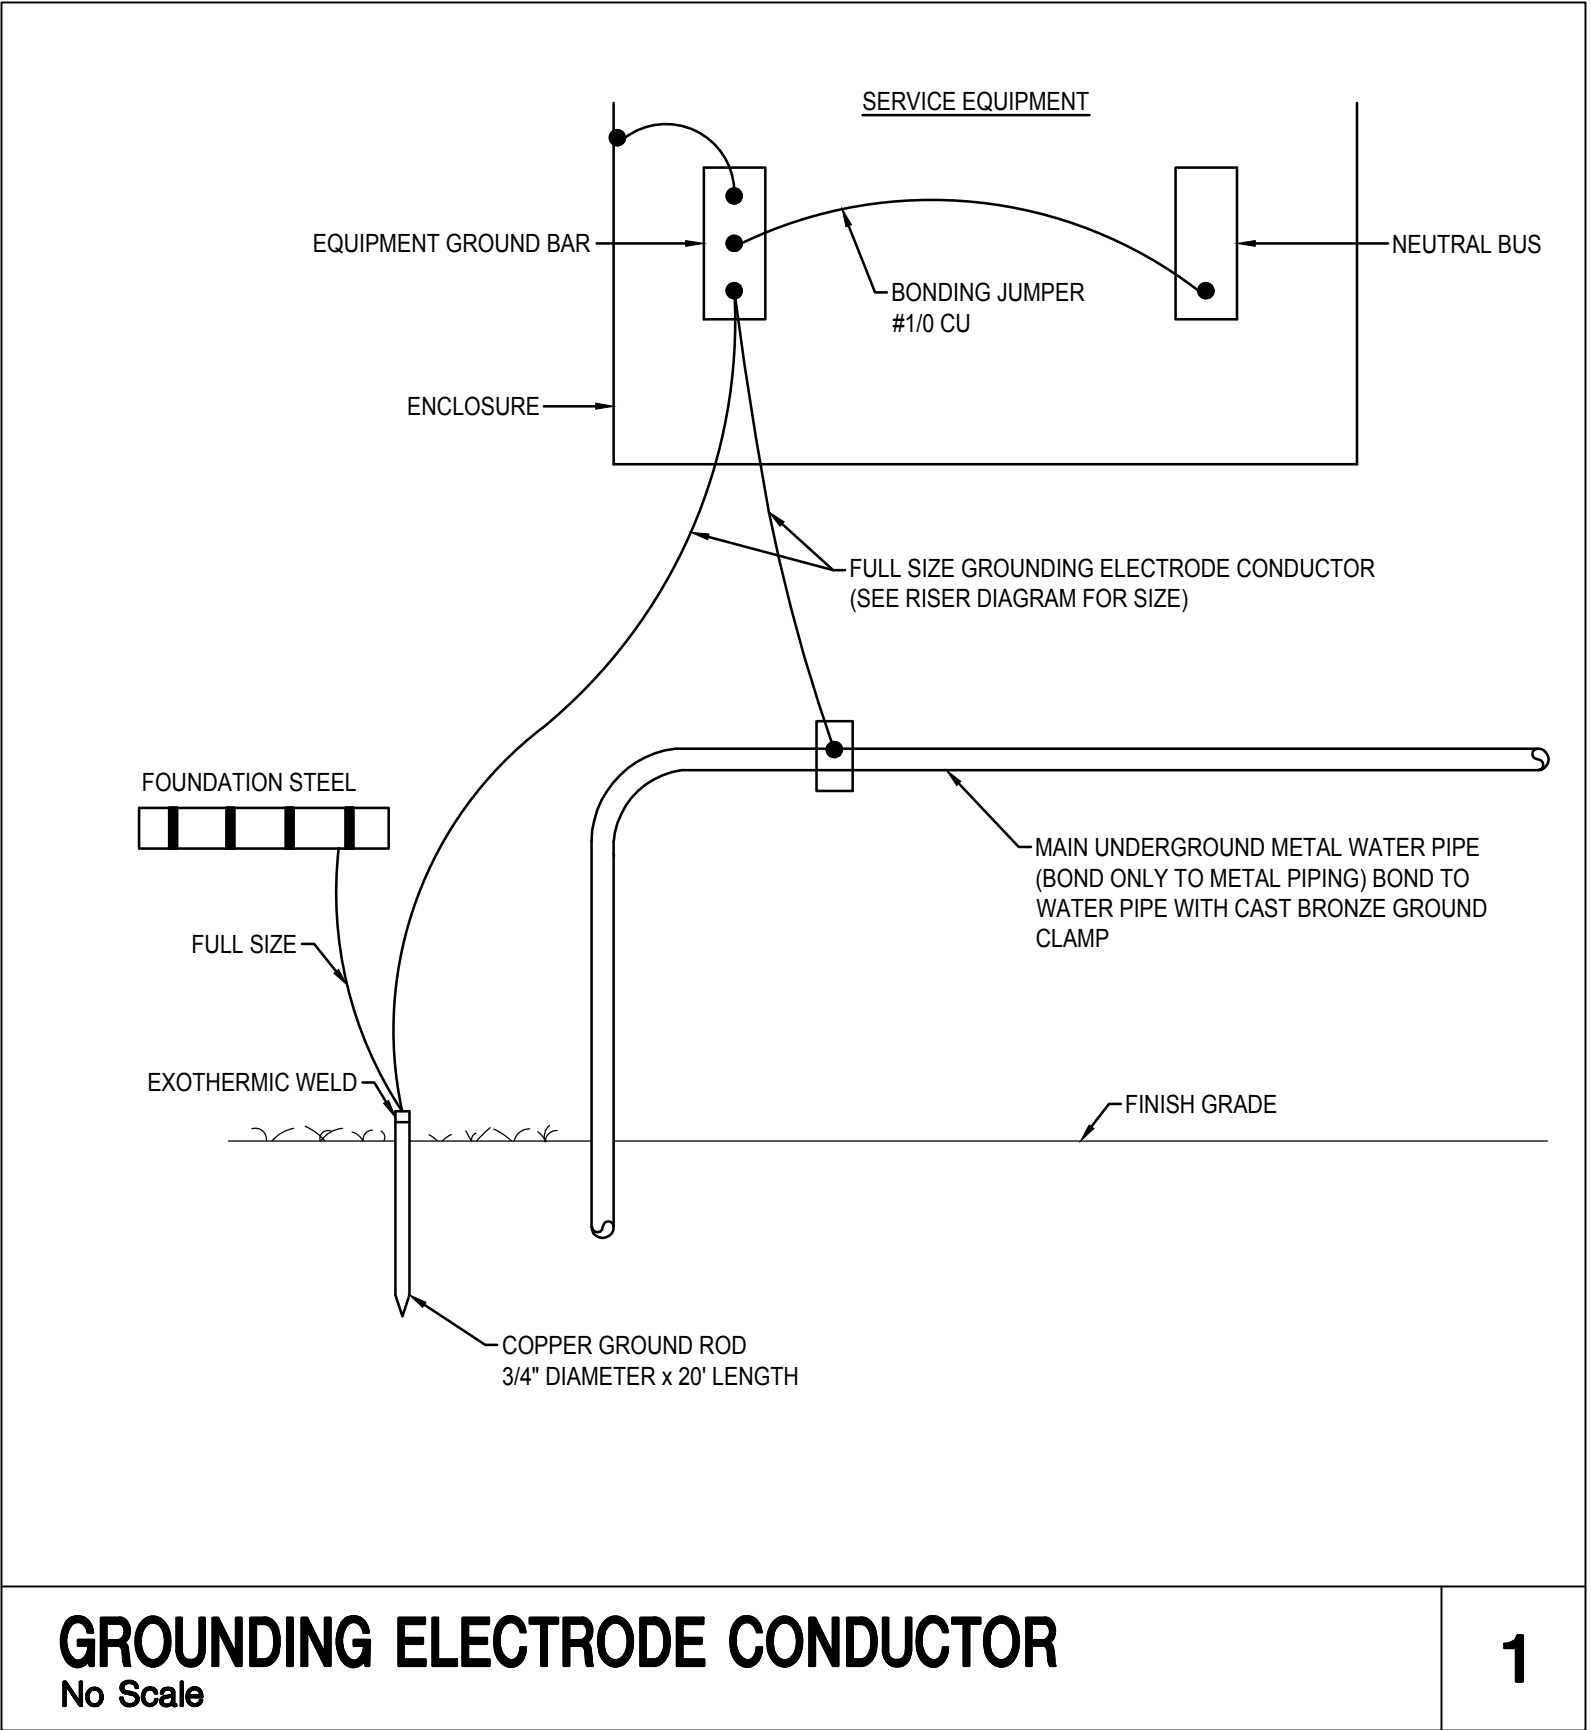 SERVICE EQUIPMENT
EQUIPMENT GROUND BAR
NEUTRAL BUS
BONDING JUMPER
#1/0 CU
ENCLOSURE
FULL SIZE GROUNDING ELECTRODE CONDUCTOR
(SEE RISER DIAGRAM FOR SIZE)
FOUNDATION STEEL
MAIN UNDERGROUND METAL WATER PIPE
(BOND ONLY TO METAL PIPING) BOND TO
WATER PIPE WITH CAST BRONZE GROUND
CLAMP
FULL SIZE
EXOTHERMIC WELD
FINISH GRADE
COPPER GROUND ROD
3/4" DIAMETER x 20' LENGTH
GROUNDING ELECTRODE CONDUCTOR
No Scale
1